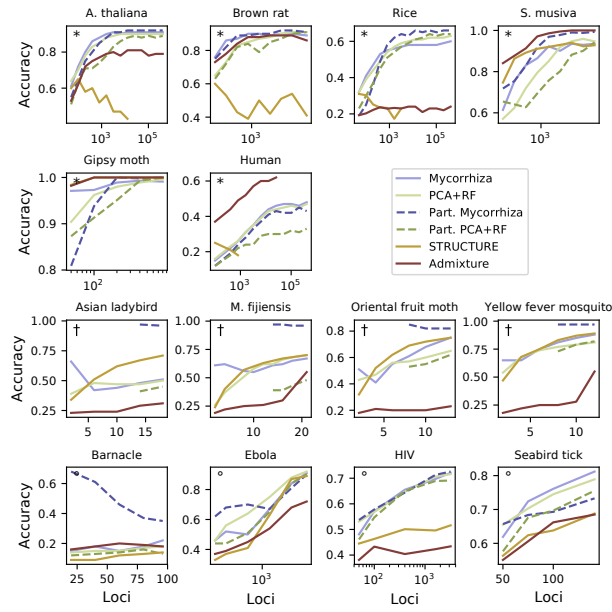 A. thaliana Brown rat Rice S. musiva
Accuracy
* * * *
0.8 0.6 0.4
0.8 0.6 0.4
0.6 0.4 0.2
1.0 0.8 0.6
10³ 10⁵ 10³ 10³ 10⁵ 10³
Gipsy moth Human
Accuracy
* *
1.0 0.9 0.8
0.6 0.4 0.2 0.0
10² 10³ 10⁵
Mycorrhiza
PCA+RF
Part. Mycorrhiza
Part. PCA+RF
STRUCTURE
Admixture
Asian ladybird M. fijiensis Oriental fruit moth Yellow fever mosquito
Accuracy
† † † †
1.00 0.75 0.50 0.25
1.00 0.75 0.50 0.25
0.8 0.6 0.4 0.2
1.00 0.75 0.50 0.25
5 10 15 10 20 5 10 5 10
Barnacle Ebola HIV Seabird tick
Accuracy
° ° ° °
0.6 0.4 0.2
0.8 0.6 0.4
0.7 0.6 0.5 0.4
0.8 0.7 0.6
25 50 75 100 10³ 10² 10³ 50 100
Loci Loci Loci Loci